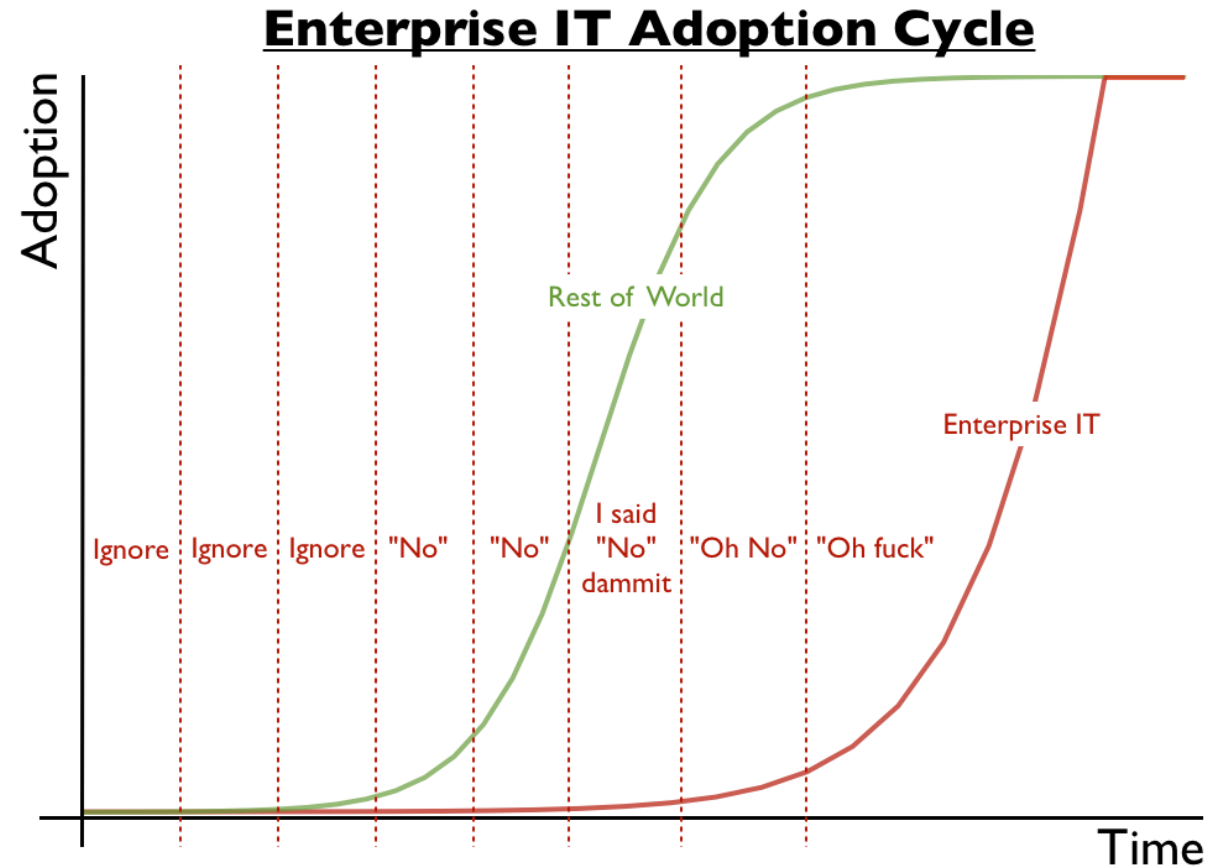 Enterprise IT Adoption Cycle
Adoption
Rest of World
Enterprise IT
Ignore
Ignore
Ignore
"No"
"No"
I said
"No"
dammit
"Oh No"
"Oh fuck"
Time